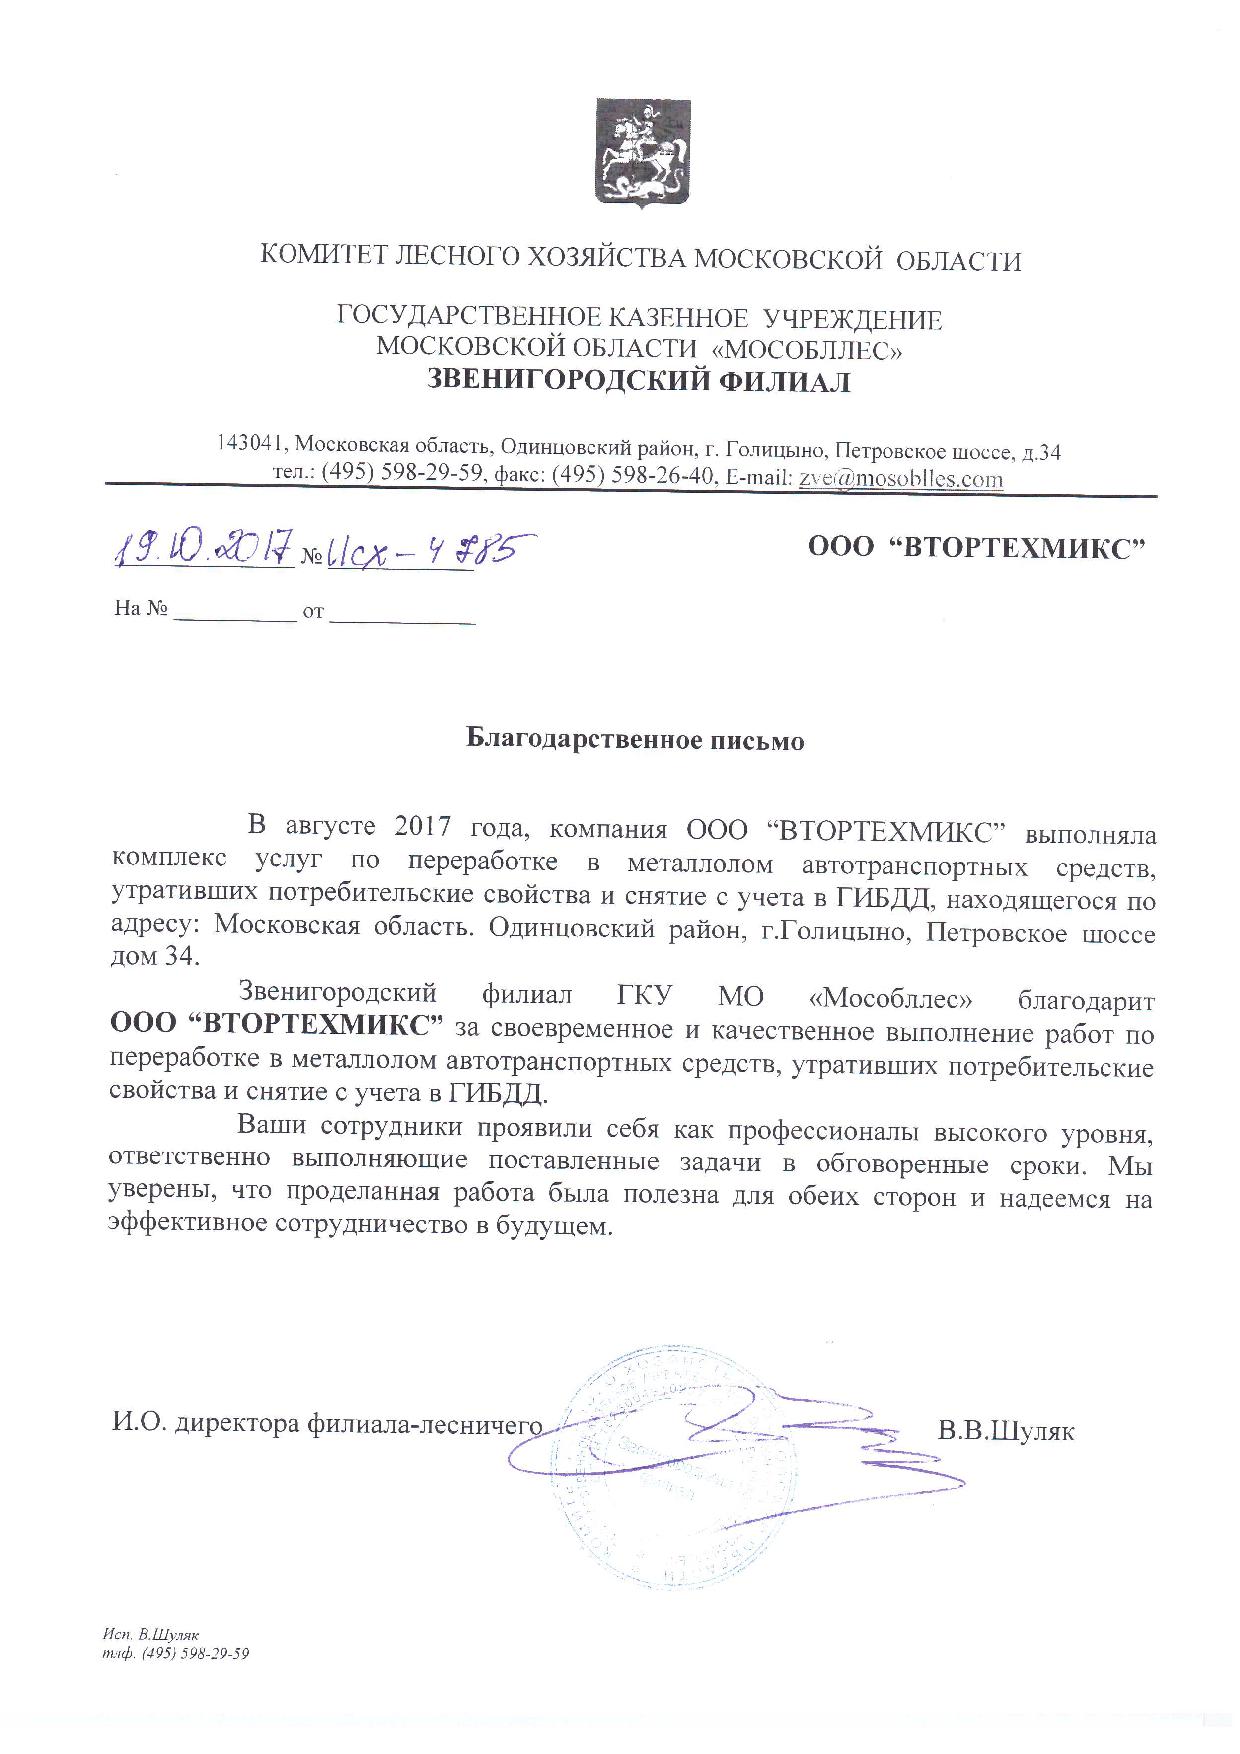 КОМИТЕТ ЛЕСНОГО ХОЗЯЙСТВА МОСКОВСКОЙ ОБЛАСТИ
ГОСУДАРСТВЕННОЕ КАЗЕННОЕ УЧРЕЖДЕНИЕ
МОСКОВСКОЙ ОБЛАСТИ «МОСОБЛЛЕС»
ЗВЕНИГОРОДСКИЙ ФИЛИАЛ
143041, Московская область, Одинцовский район, г. Голицыно, Петровское шоссе, д.34
тел.: (495) 598-29-59, факс: (495) 598-26-40, E-mail: zve@mosoblles.com
19.10.2017 № Исх – 4785
ООО “ВТОРТЕХМИКС”
На № ___________ от _____________
Благодарственное письмо
В августе 2017 года, компания ООО “ВТОРТЕХМИКС” выполняла
комплекс услуг по переработке в металлолом автотранспортных средств,
утративших потребительские свойства и снятие с учета в ГИБДД, находящегося по
адресу: Московская область. Одинцовский район, г.Голицыно, Петровское шоссе
дом 34.
Звенигородский филиал ГКУ МО «Мособллес» благодарит
ООО “ВТОРТЕХМИКС” за своевременное и качественное выполнение работ по
переработке в металлолом автотранспортных средств, утративших потребительские
свойства и снятие с учета в ГИБДД.
Ваши сотрудники проявили себя как профессионалы высокого уровня,
ответственно выполняющие поставленные задачи в обговоренные сроки. Мы
уверены, что проделанная работа была полезна для обеих сторон и надеемся на
эффективное сотрудничество в будущем.
И.О. директора филиала-лесничего
В.В.Шуляк
Исп. В.Шуляк
тлф. (495) 598-29-59